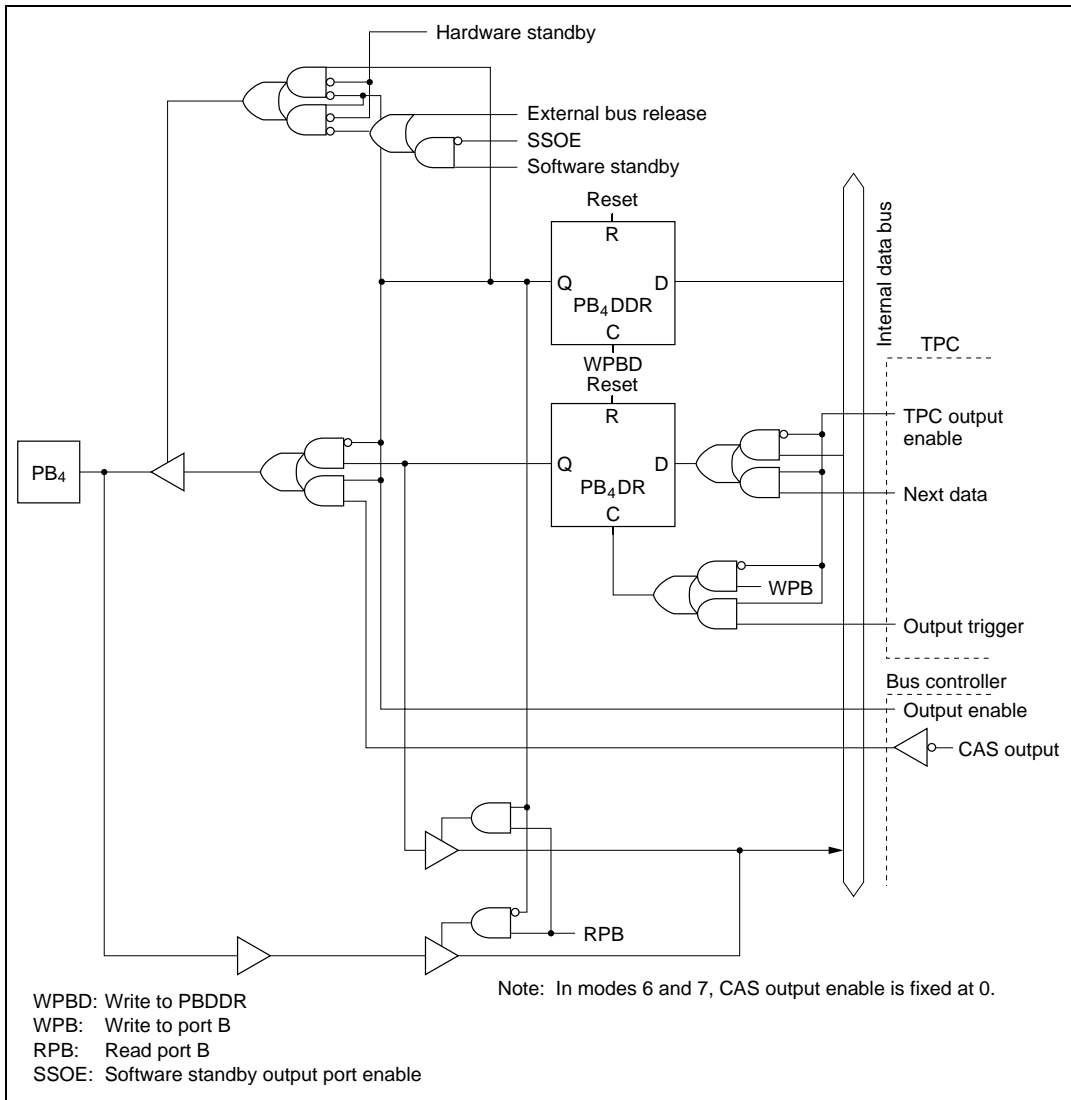 Hardware standby
External bus release
SSOE
Software standby
Reset
R
Q
D
PB4DDR
C
WPBD
Internal data bus
TPC
Reset
R
Q
D
PB4DR
C
TPC output
enable
Next data
PB4
WPB
Output trigger
Bus controller
Output enable
CAS output
RPB
WPBD: Write to PBDDR
WPB: Write to port B
RPB: Read port B
SSOE: Software standby output port enable
Note: In modes 6 and 7, CAS output enable is fixed at 0.